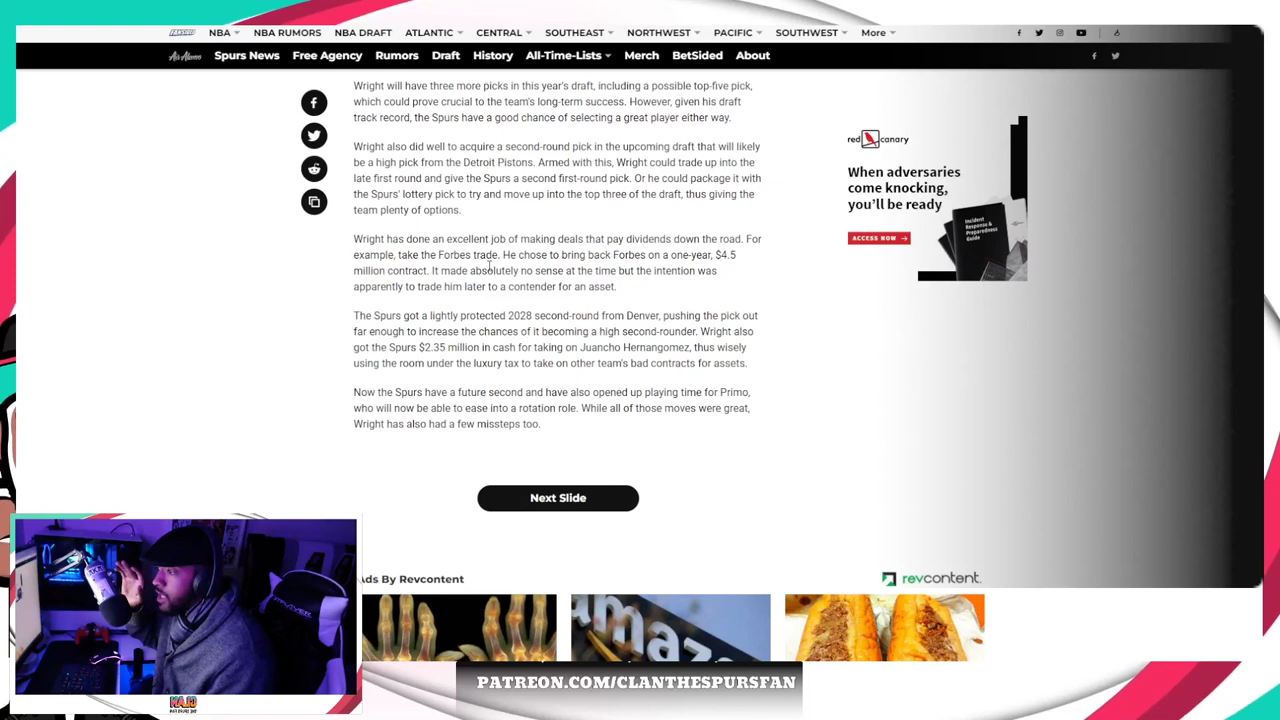 FANSIDED NBA NBA RUMORS NBA DRAFT ATLANTIC CENTRAL SOUTHEAST NORTHWEST PACIFIC SOUTHWEST More
Air Alamo Spurs News Free Agency Rumors Draft History All-Time-Lists Merch BetSided About
Wright will have three more picks in this year's draft, including a possible top-five pick,
which could prove crucial to the team's long-term success. However, given his draft
track record, the Spurs have a good chance of selecting a great player either way.
Wright also did well to acquire a second-round pick in the upcoming draft that will likely
be a high pick from the Detroit Pistons. Armed with this, Wright could trade up into the
late first round and give the Spurs a second first-round pick. Or he could package it with
the Spurs' lottery pick to try and move up into the top three of the draft, thus giving the
team plenty of options.
Wright has done an excellent job of making deals that pay dividends down the road. For
example, take the Forbes trade. He chose to bring back Forbes on a one-year, $4.5
million contract. It made absolutely no sense at the time but the intention was
apparently to trade him later to a contender for an asset.
The Spurs got a lightly protected 2028 second-round from Denver, pushing the pick out
far enough to increase the chances of it becoming a high second-rounder. Wright also
got the Spurs $2.35 million in cash for taking on Juancho Hernangomez, thus wisely
using the room under the luxury tax to take on other team's bad contracts for assets.
Now the Spurs have a future second and have also opened up playing time for Primo,
who will now be able to ease into a rotation role. While all of those moves were great,
Wright has also had a few missteps too.
Next Slide
red canary
When adversaries
come knocking,
you'll be ready
ACCESS NOW
Incident
Response &
Preparedness
Guide
Ads By Revcontent
revcontent.
amazo
PATREON.COM/CLANTHESPURSFAN